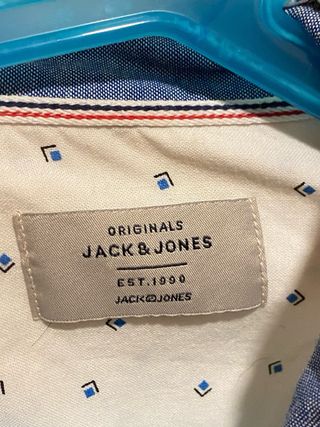 ORIGINALS
JACK & JONES
EST. 1990
JACK JONES